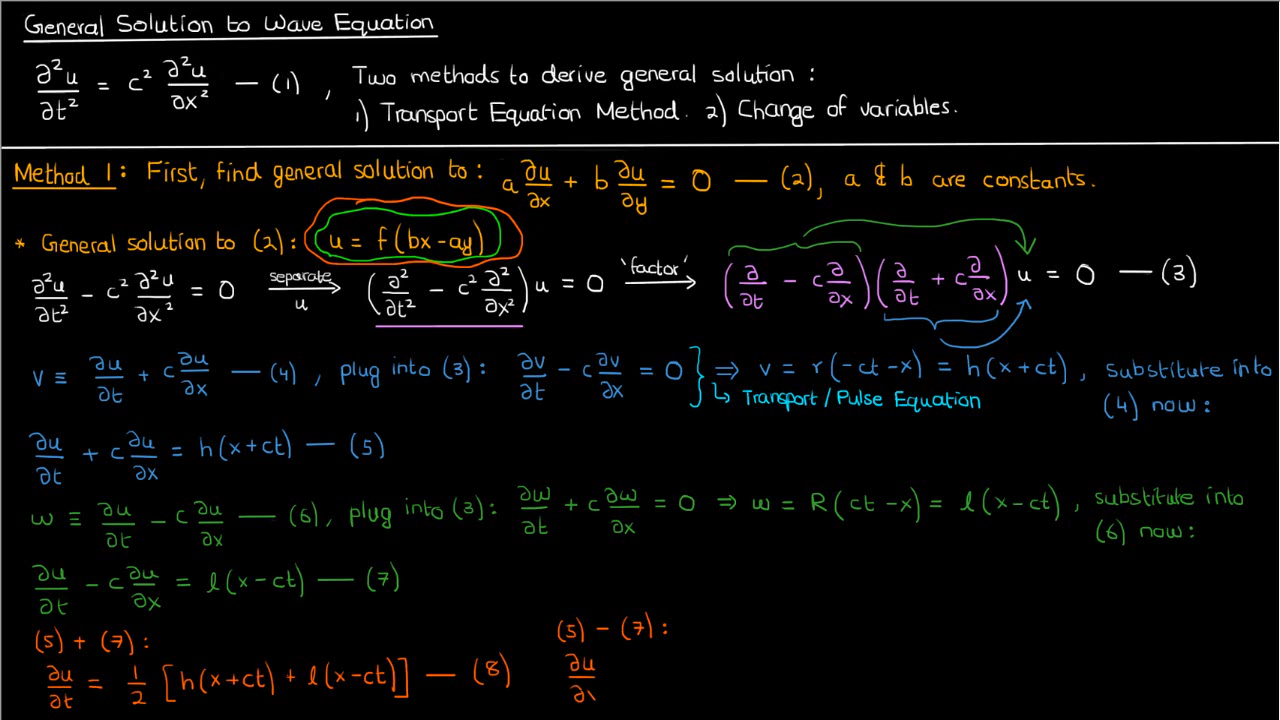 General Solution to Wave Equation
∂²u/∂t² = c² ∂²u/∂x² — (1) , Two methods to derive general solution :
1) Transport Equation Method. 2) Change of variables.
Method 1: First, find general solution to: a ∂u/∂x + b ∂u/∂y = 0 — (2), a & b are constants.
* General solution to (2): u = f(bx-ay)
∂²u/∂t² - c² ∂²u/∂x² = 0 separate u → (∂²/∂t² - c² ∂²/∂x²) u = 0 'factor' → (∂/∂t - c ∂/∂x)(∂/∂t + c ∂/∂x) u = 0 — (3)
v ≡ ∂u/∂t + c ∂u/∂x — (4) , plug into (3): ∂v/∂t - c ∂v/∂x = 0 } ⇒ v = r(-ct-x) = h(x+ct) , substitute into
↳ Transport / Pulse Equation (4) now:
∂u/∂t + c ∂u/∂x = h(x+ct) — (5)
w ≡ ∂u/∂t - c ∂u/∂x — (6), plug into (3): ∂w/∂t + c ∂w/∂x = 0 ⇒ w = R(ct-x) = l(x-ct) , substitute into
(6) now:
∂u/∂t - c ∂u/∂x = l(x-ct) — (7)
(5) + (7): (5) - (7):
∂u/∂t = 1/2 [h(x+ct) + l(x-ct)] — (8) ∂u/∂